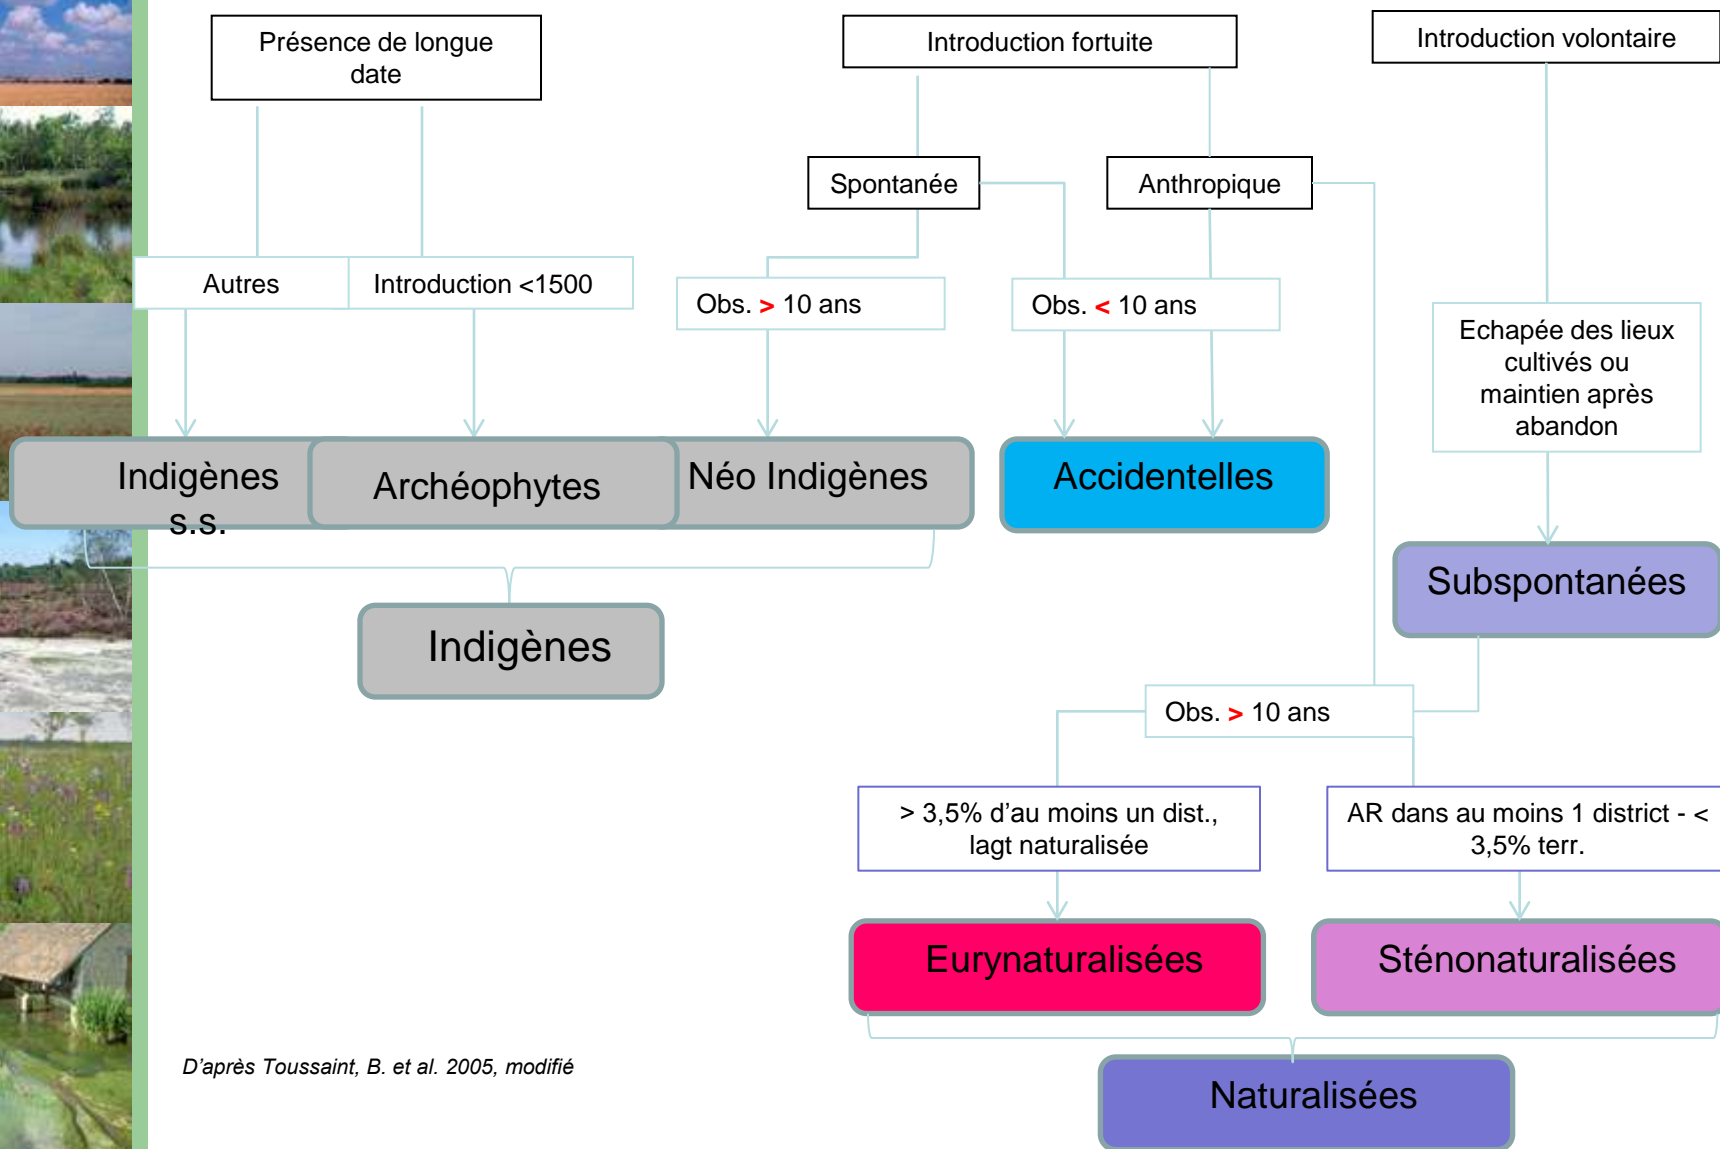 Présence de longue
date
Introduction fortuite
Introduction volontaire
Spontanée
Anthropique
Autres
Introduction <1500
Obs. > 10 ans
Obs. < 10 ans
Echapée des lieux
cultivés ou
maintien après
abandon
Indigènes
s.s.
Archéophytes
Néo Indigènes
Accidentelles
Subspontanées
Indigènes
Obs. > 10 ans
> 3,5% d’au moins un dist.,
lagt naturalisée
AR dans au moins 1 district - <
3,5% terr.
Eurynaturalisées
Sténonaturalisées
D’après Toussaint, B. et al. 2005, modifié
Naturalisées